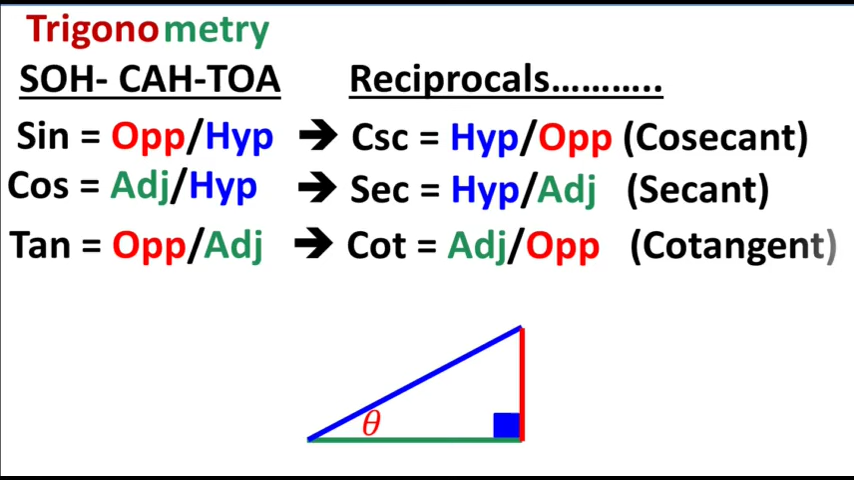 Trigonometry
SOH- CAH-TOA Reciprocals………..
Sin = Opp/Hyp ➔ Csc = Hyp/Opp (Cosecant)
Cos = Adj/Hyp ➔ Sec = Hyp/Adj (Secant)
Tan = Opp/Adj ➔ Cot = Adj/Opp (Cotangent)
θ